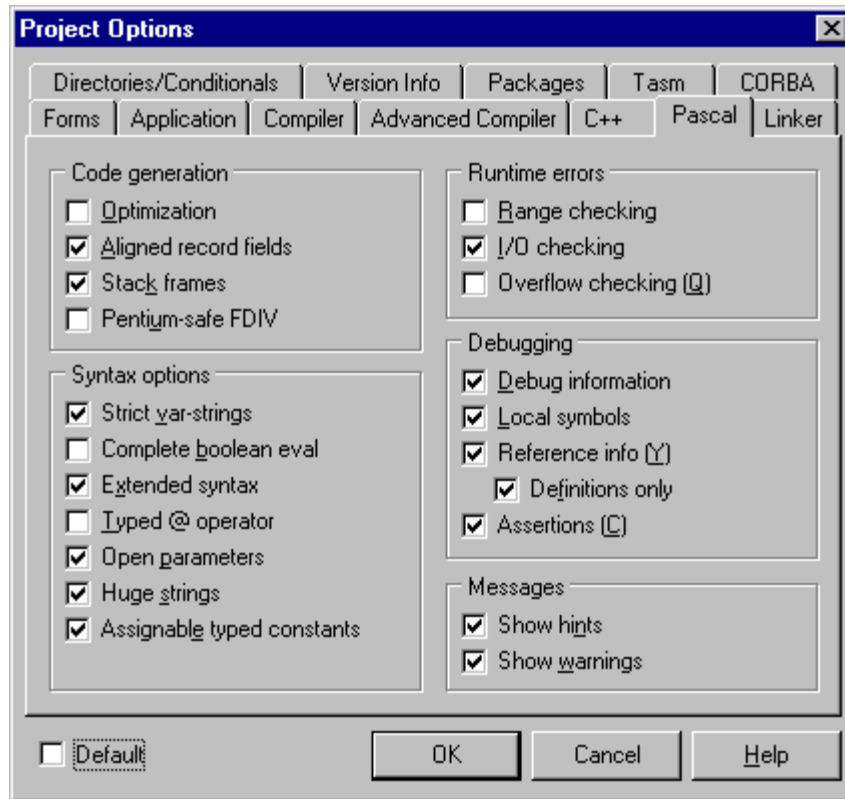 Project Options
Directories/Conditionals Version Info Packages Tasm CORBA
Forms Application Compiler Advanced Compiler C++ Pascal Linker
Code generation
Optimization
Aligned record fields
Stack frames
Pentium-safe FDIV
Syntax options
Strict var-strings
Complete boolean eval
Extended syntax
Typed @ operator
Open parameters
Huge strings
Assignable typed constants
Runtime errors
Range checking
I/O checking
Overflow checking (Q)
Debugging
Debug information
Local symbols
Reference info (Y)
Definitions only
Assertions (C)
Messages
Show hints
Show warnings
Default OK Cancel Help